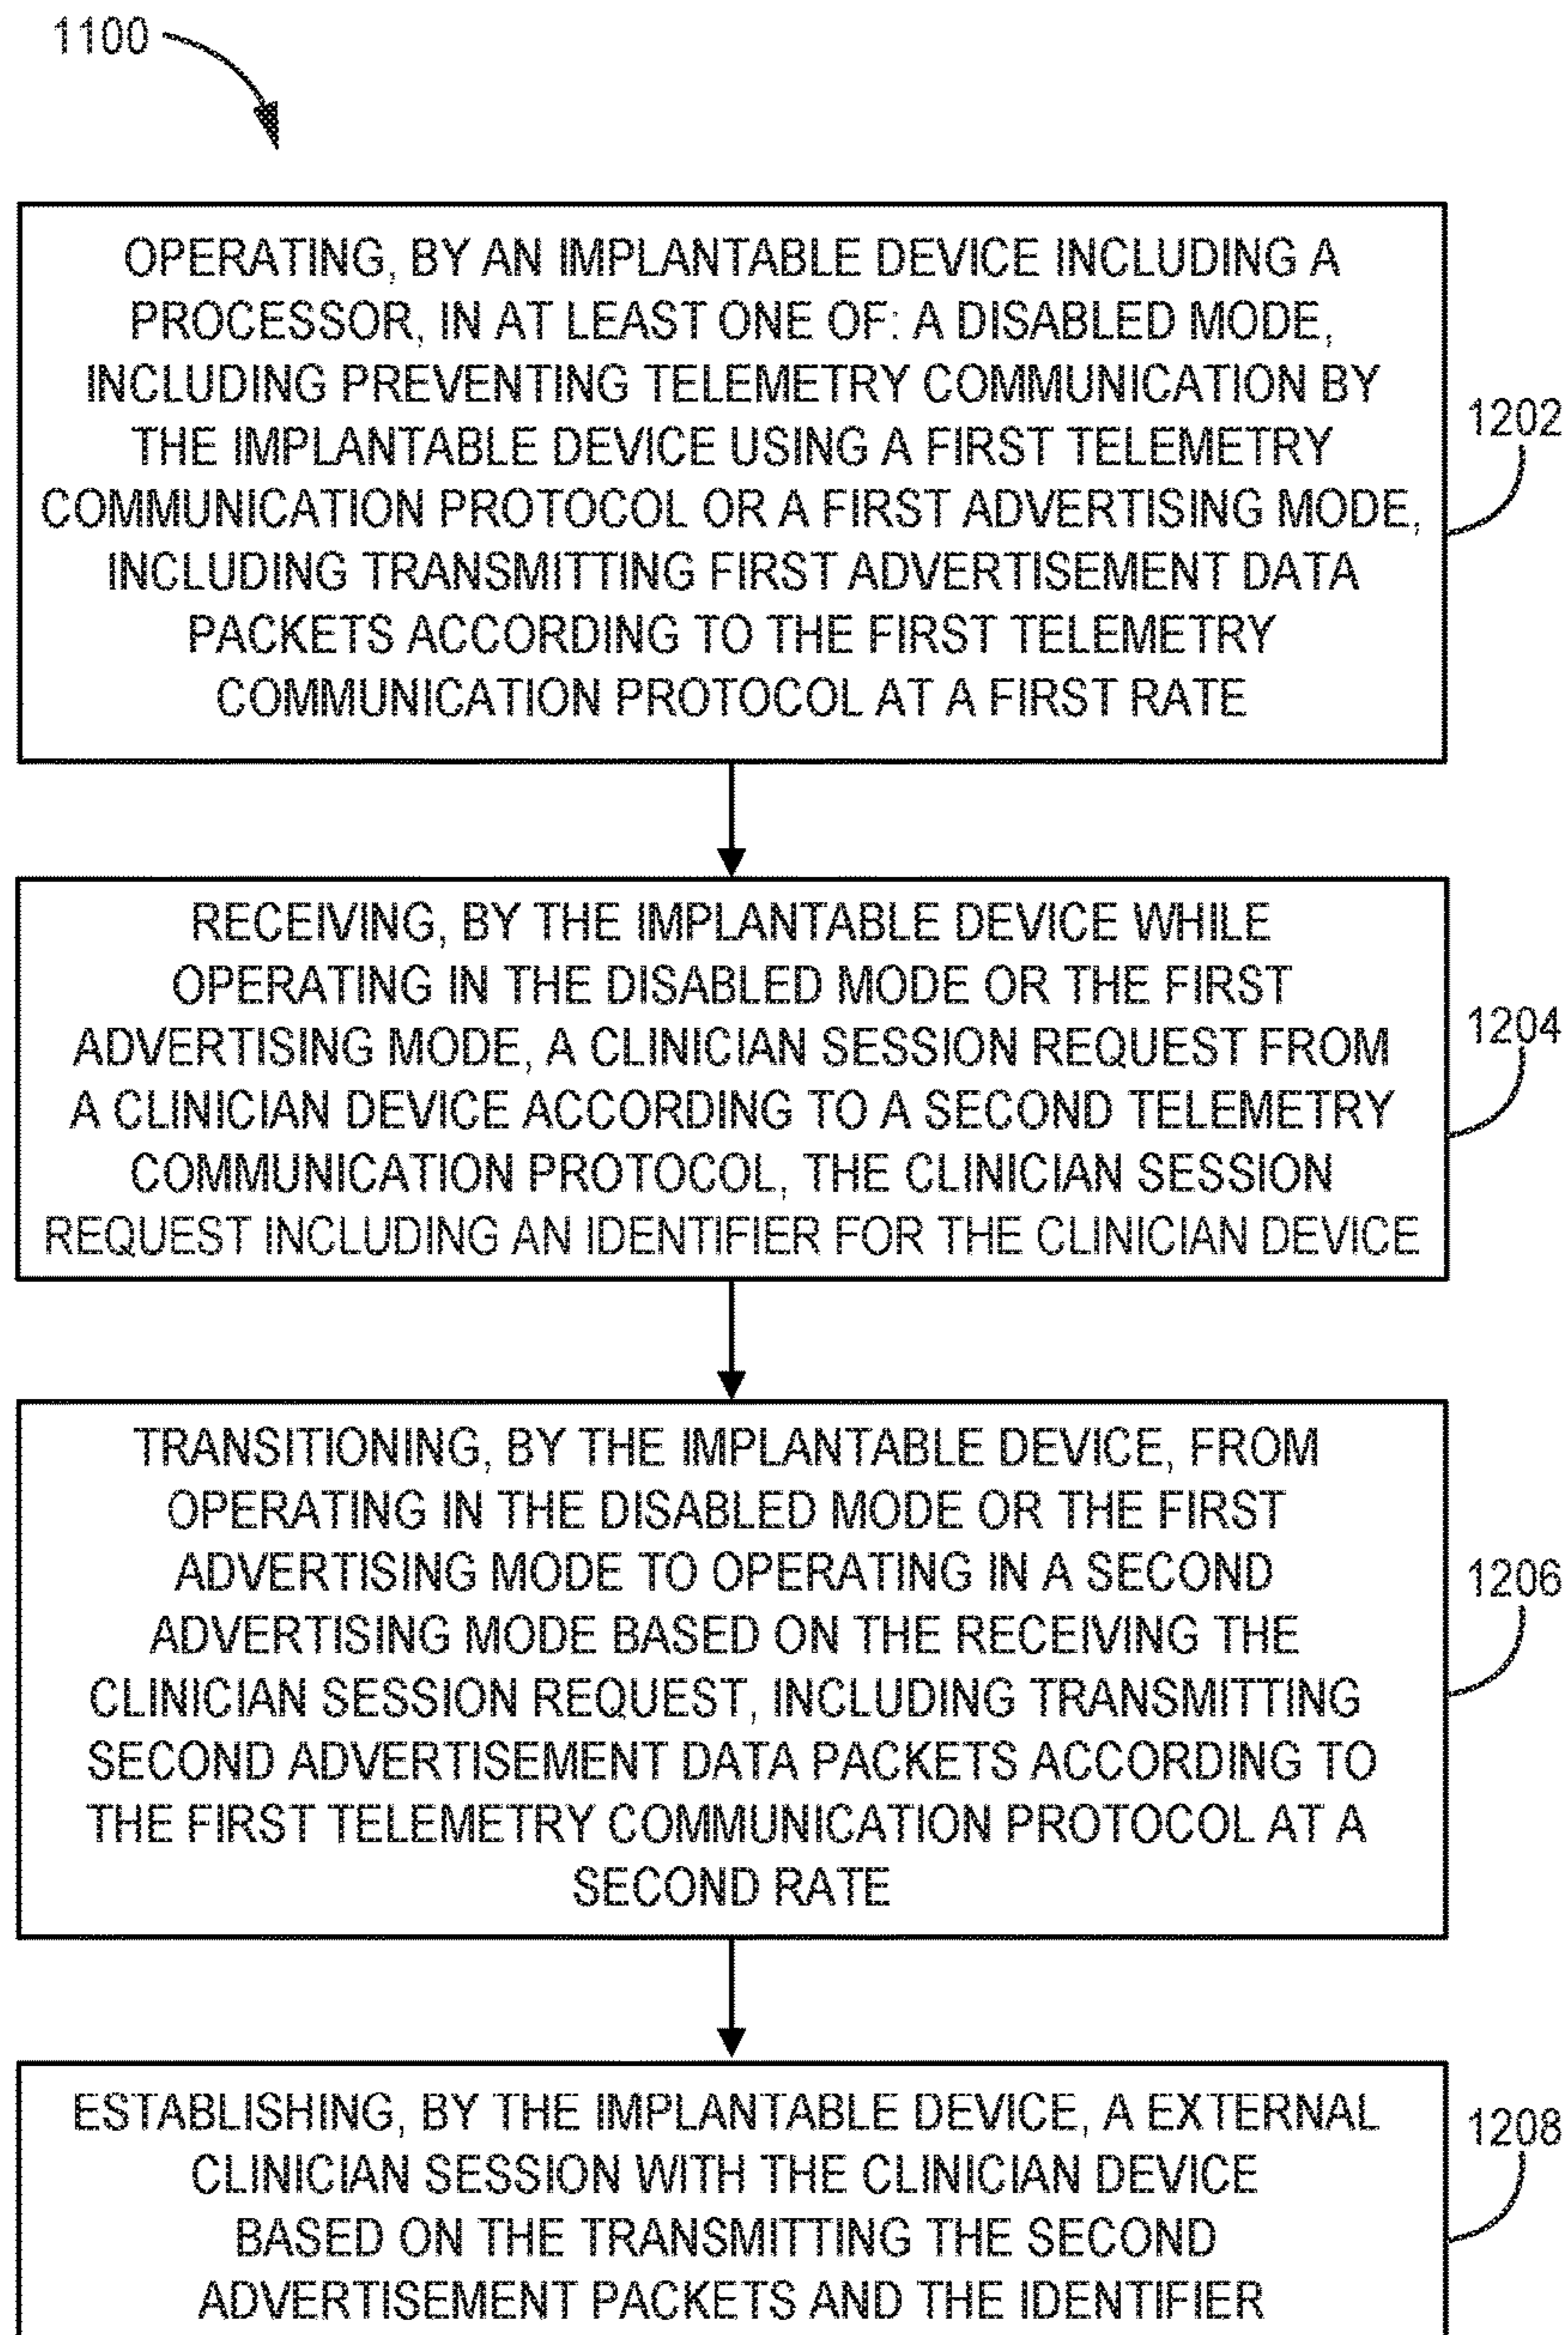 1100
OPERATING, BY AN IMPLANTABLE DEVICE INCLUDING A
PROCESSOR, IN AT LEAST ONE OF: A DISABLED MODE,
INCLUDING PREVENTING TELEMETRY COMMUNICATION BY
THE IMPLANTABLE DEVICE USING A FIRST TELEMETRY
COMMUNICATION PROTOCOL OR A FIRST ADVERTISING MODE,
INCLUDING TRANSMITTING FIRST ADVERTISEMENT DATA
PACKETS ACCORDING TO THE FIRST TELEMETRY
COMMUNICATION PROTOCOL AT A FIRST RATE
1202
RECEIVING, BY THE IMPLANTABLE DEVICE WHILE
OPERATING IN THE DISABLED MODE OR THE FIRST
ADVERTISING MODE, A CLINICIAN SESSION REQUEST FROM
A CLINICIAN DEVICE ACCORDING TO A SECOND TELEMETRY
COMMUNICATION PROTOCOL, THE CLINICIAN SESSION
REQUEST INCLUDING AN IDENTIFIER FOR THE CLINICIAN DEVICE
1204
TRANSITIONING, BY THE IMPLANTABLE DEVICE, FROM
OPERATING IN THE DISABLED MODE OR THE FIRST
ADVERTISING MODE TO OPERATING IN A SECOND
ADVERTISING MODE BASED ON THE RECEIVING THE
CLINICIAN SESSION REQUEST, INCLUDING TRANSMITTING
SECOND ADVERTISEMENT DATA PACKETS ACCORDING TO
THE FIRST TELEMETRY COMMUNICATION PROTOCOL AT A
SECOND RATE
1206
ESTABLISHING, BY THE IMPLANTABLE DEVICE, A EXTERNAL
CLINICIAN SESSION WITH THE CLINICIAN DEVICE
BASED ON THE TRANSMITTING THE SECOND
ADVERTISEMENT PACKETS AND THE IDENTIFIER
1208